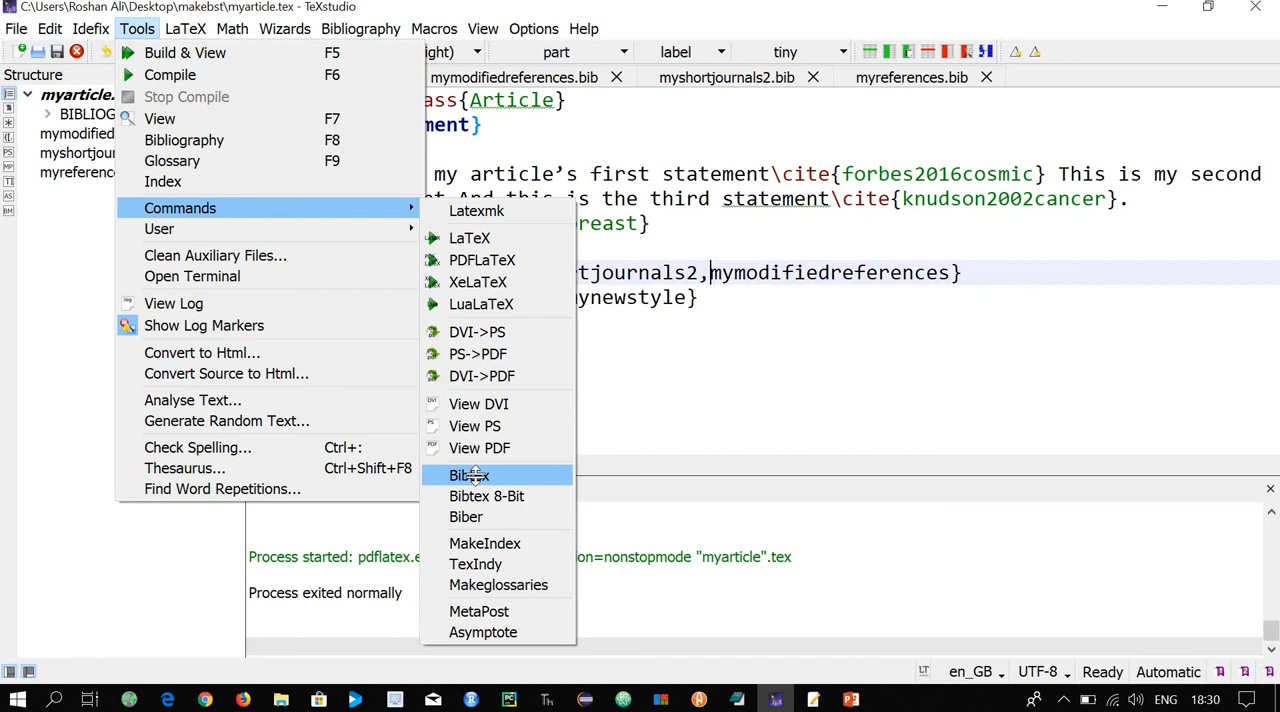 C:\Users\Roshan Ali\Desktop\makebst\myarticle.tex - TeXstudio
File Edit Idefix Tools LaTeX Math Wizards Bibliography Macros View Options Help
ight) part label tiny
Structure
mymodifiedreferences.bib myshortjournals2.bib myreferences.bib
myarticle.
BIBLIOG
mymodified
myshortjour
myreference
Build & View F5
Compile F6
Stop Compile
View F7
Bibliography F8
Glossary F9
Index
Commands
User
Clean Auxiliary Files...
Open Terminal
View Log
Show Log Markers
Convert to Html...
Convert Source to Html...
Analyse Text...
Generate Random Text...
Check Spelling... Ctrl+:
Thesaurus... Ctrl+Shift+F8
Find Word Repetitions...
Latexmk
LaTeX
PDFLaTeX
XeLaTeX
LuaLaTeX
DVI->PS
PS->PDF
DVI->PDF
View DVI
View PS
View PDF
Bibtex
Bibtex 8-Bit
Biber
MakeIndex
TexIndy
Makeglossaries
MetaPost
Asymptote
ass{Article}
ment}
my article’s first statement\cite{forbes2016cosmic} This is my second
t And this is the third statement\cite{knudson2002cancer}.
reast}
rtjournals2,mymodifiedreferences}
ynewstyle}
Process started: pdflatex.e on=nonstopmode "myarticle".tex
Process exited normally
en_GB UTF-8 Ready Automatic
ENG 18:30